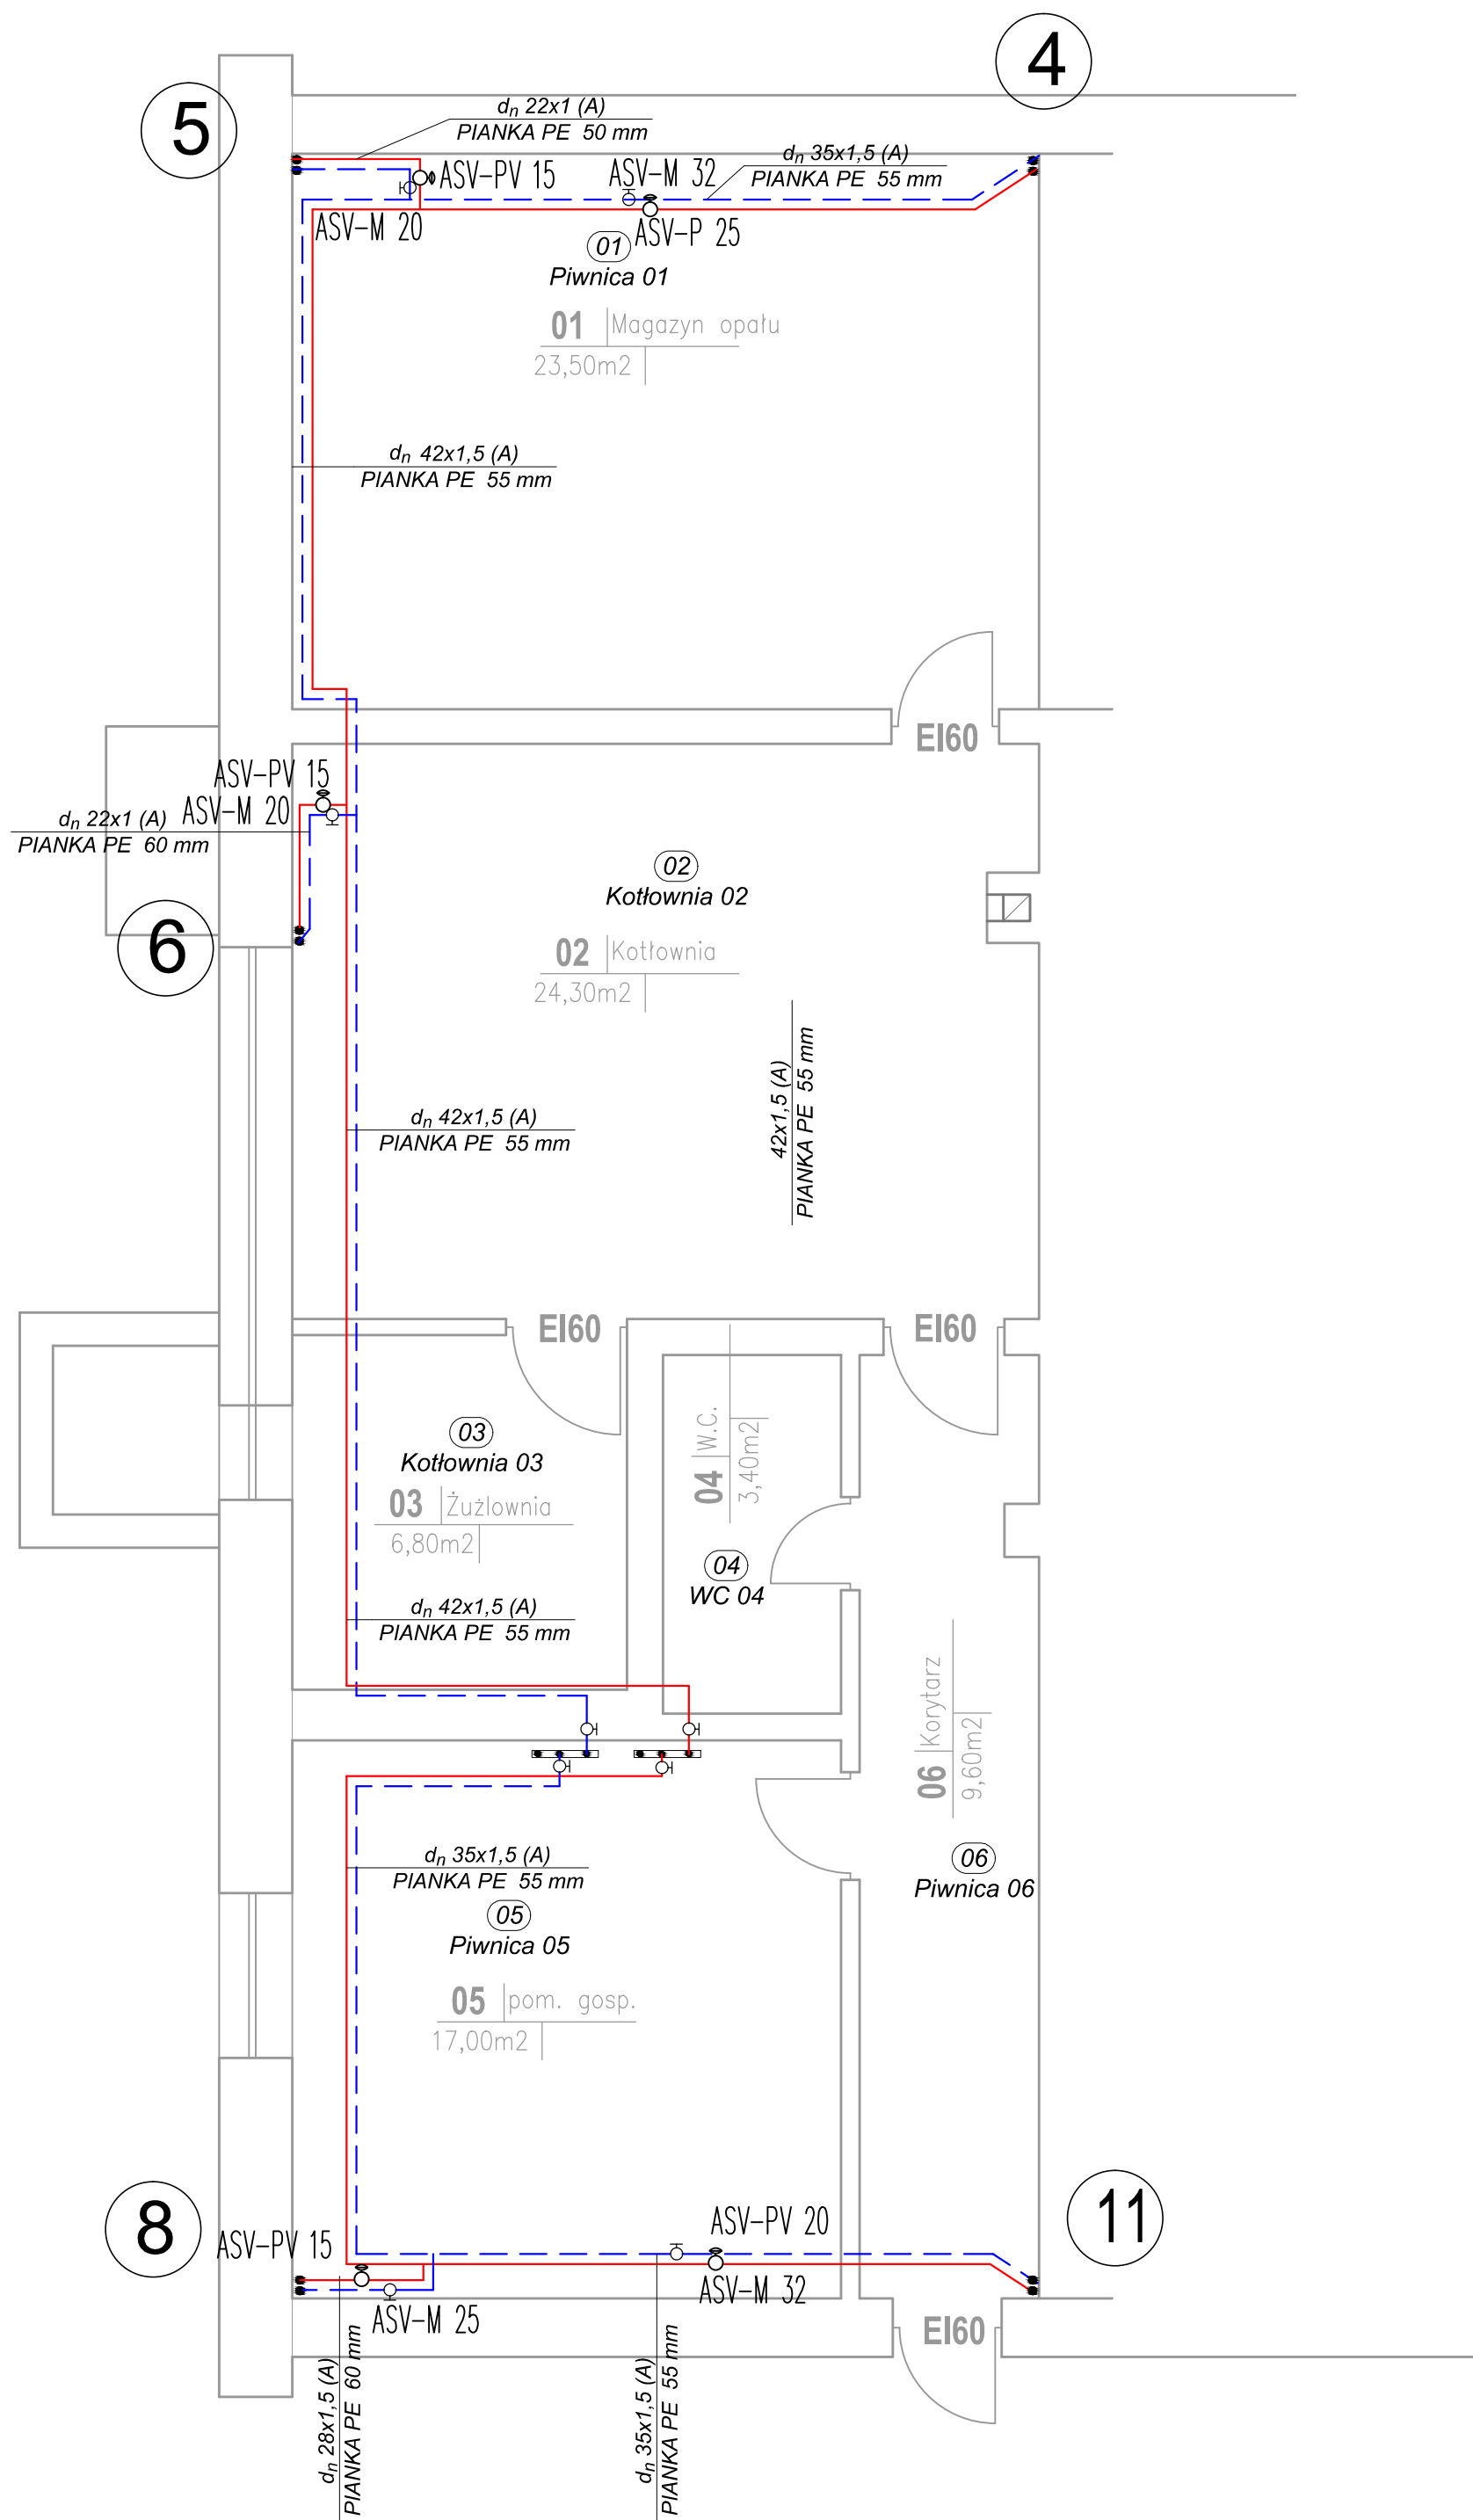 4
5
dn 22x1 (A)
PIANKA PE 50 mm
ASV-PV 15
ASV-M 32
dn 35x1,5 (A)
PIANKA PE 55 mm
ASV-M 20
ASV-P 25
01
Piwnica 01
01 Magazyn opału
23,50m2
dn 42x1,5 (A)
PIANKA PE 55 mm
EI60
ASV-PV 15
ASV-M 20
dn 22x1 (A)
PIANKA PE 60 mm
02
Kotłownia 02
6
02 Kotłownia
24,30m2
42x1,5 (A)
PIANKA PE 55 mm
dn 42x1,5 (A)
PIANKA PE 55 mm
EI60
EI60
03
Kotłownia 03
03 Żużlownia
6,80m2
04 W.C.
3,40m2
04
WC 04
dn 42x1,5 (A)
PIANKA PE 55 mm
06 Korytarz
9,60m2
06
Piwnica 06
dn 35x1,5 (A)
PIANKA PE 55 mm
05
Piwnica 05
05 pom. gosp.
17,00m2
8
11
ASV-PV 15
ASV-PV 20
ASV-M 32
ASV-M 25
EI60
dn 28x1,5 (A)
PIANKA PE 60 mm
dn 35x1,5 (A)
PIANKA PE 55 mm